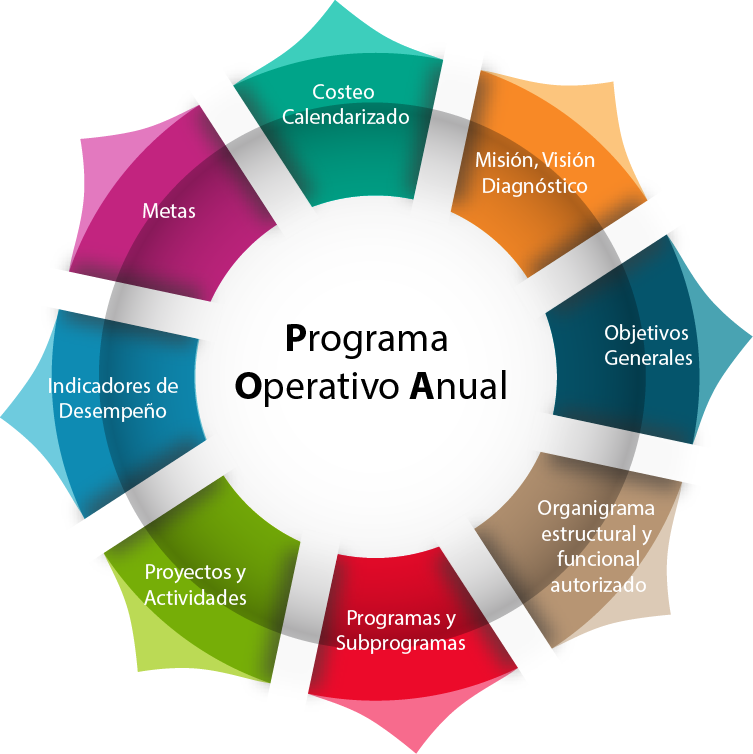 Costeo
Calendarizado
Misión, Visión
Diagnóstico
Objetivos
Generales
Organigrama
estructural y
funcional
autorizado
Programas y
Subprogramas
Proyectos y
Actividades
Indicadores de
Desempeño
Metas
Programa
Operativo Anual